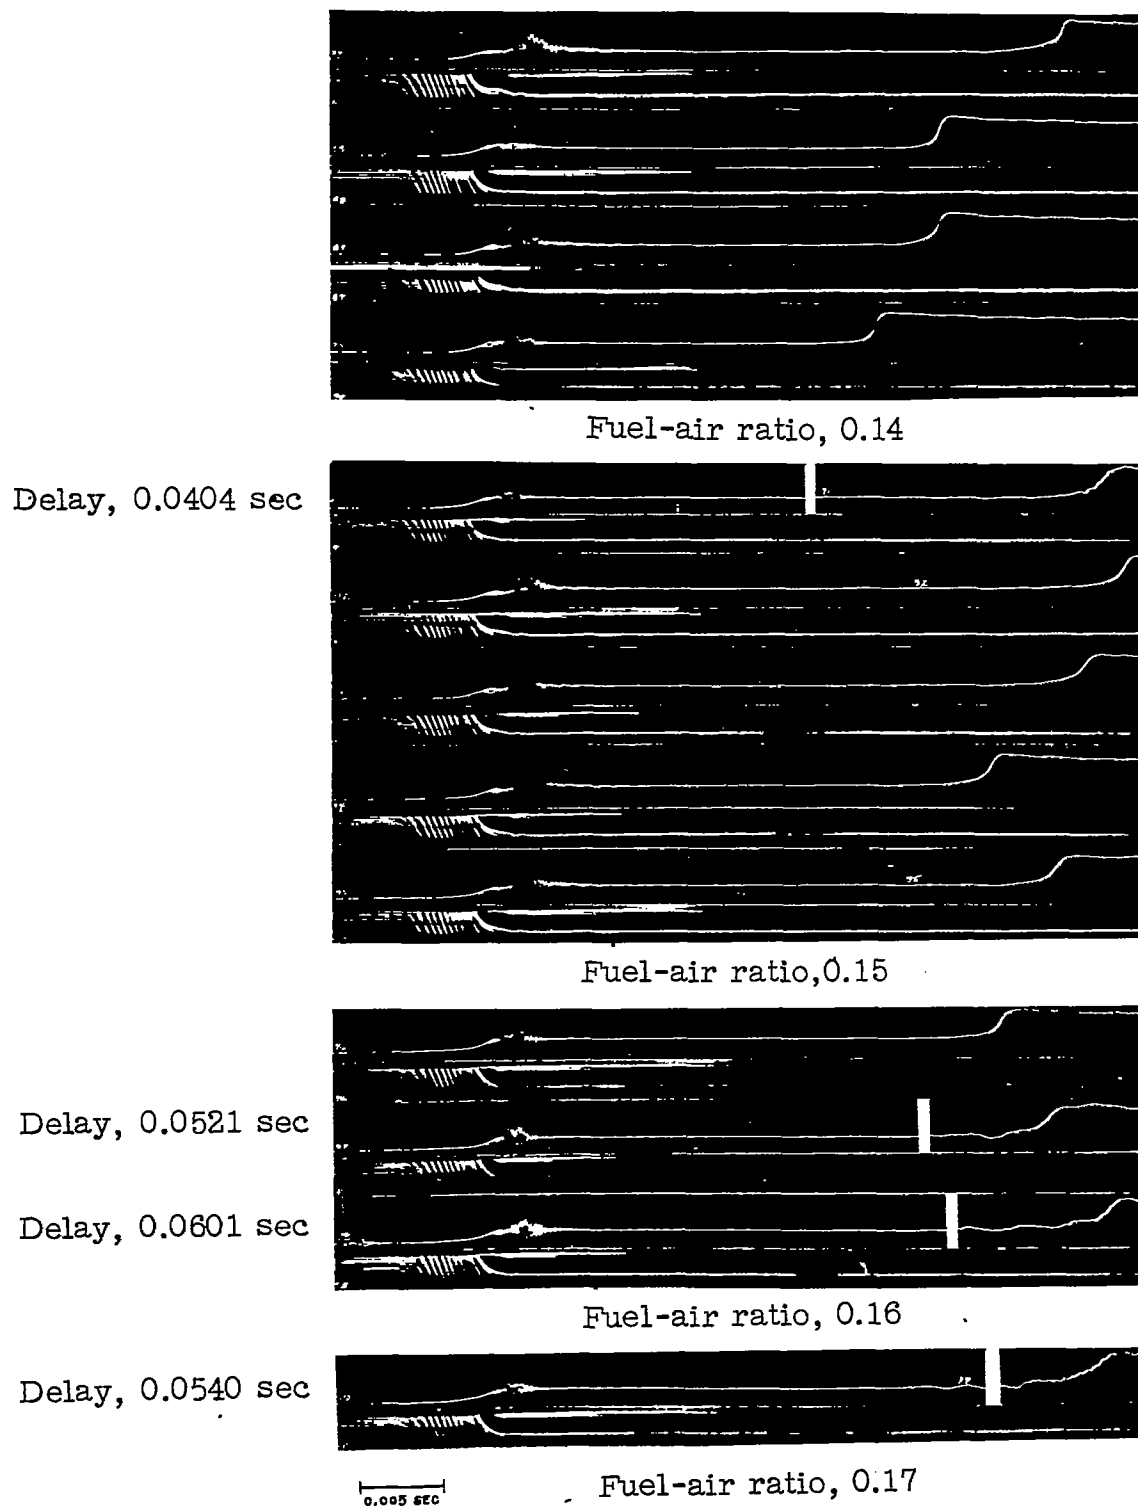 Fuel-air ratio, 0.14
Delay, 0.0404 sec
Fuel-air ratio, 0.15
Delay, 0.0521 sec
Delay, 0.0601 sec
Fuel-air ratio, 0.16
Delay, 0.0540 sec
0.005 SEC
Fuel-air ratio, 0.17